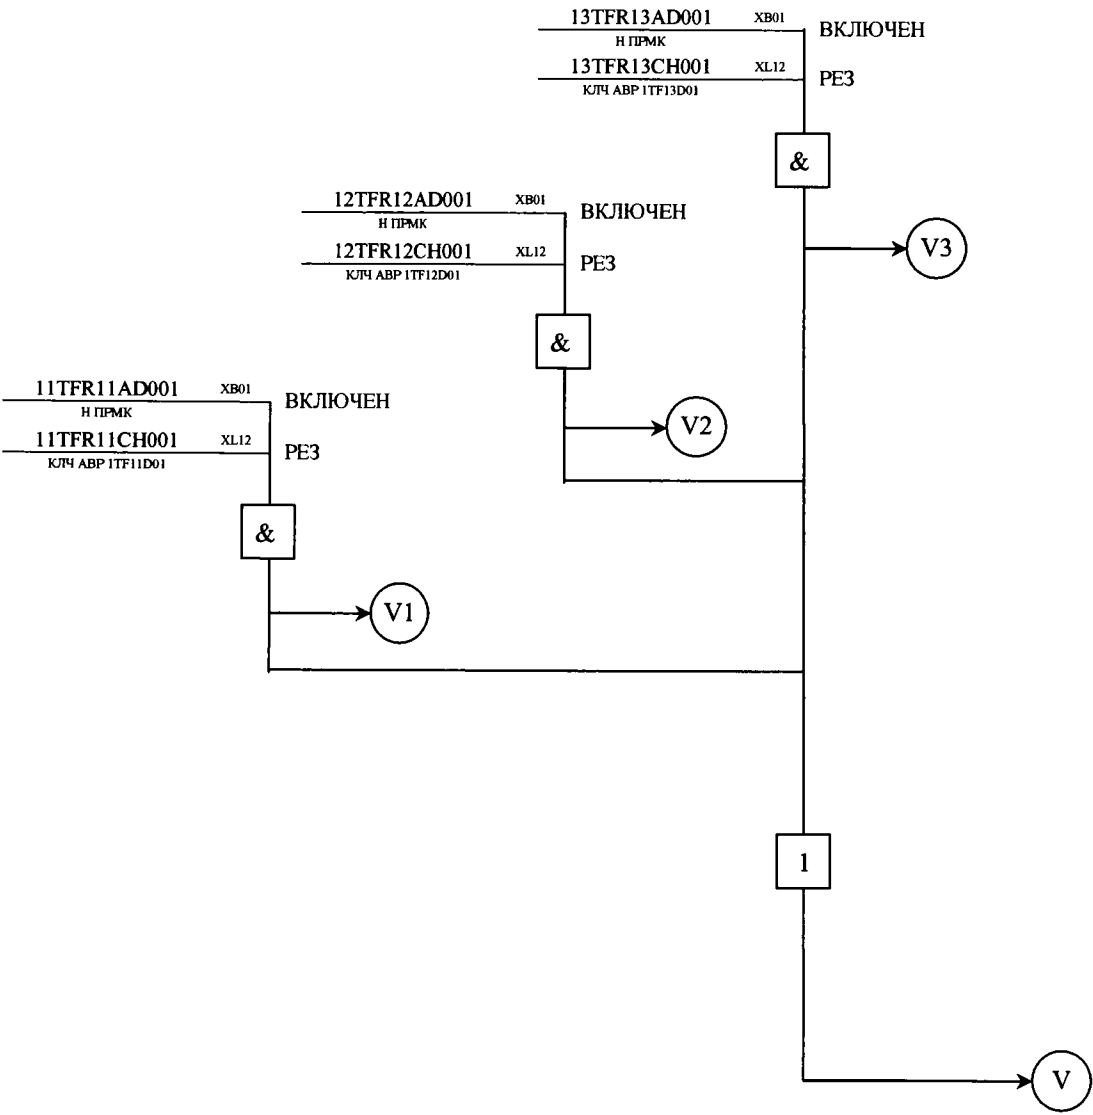 13TFR13AD001 XB01 ВКЛЮЧЕН
Н ПРМК
13TFR13CH001 XL12 РЕЗ
КЛЧ АВР 1TF13D01
&
12TFR12AD001 XB01 ВКЛЮЧЕН
Н ПРМК
12TFR12CH001 XL12 РЕЗ
КЛЧ АВР 1TF12D01
V3
&
11TFR11AD001 XB01 ВКЛЮЧЕН
Н ПРМК
V2
11TFR11CH001 XL12 РЕЗ
КЛЧ АВР 1TF11D01
&
V1
1
V